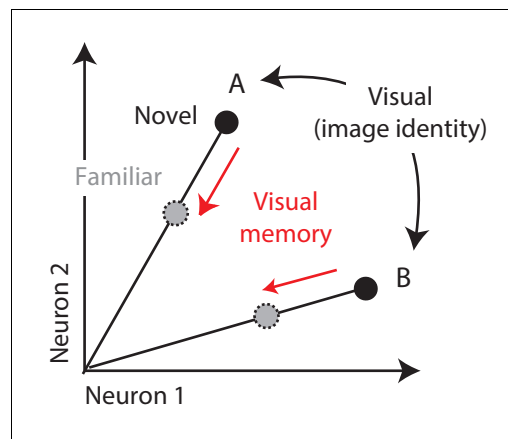 A
Novel
Visual
(image identity)
Familiar
Visual
memory
B
Neuron 2
Neuron 1